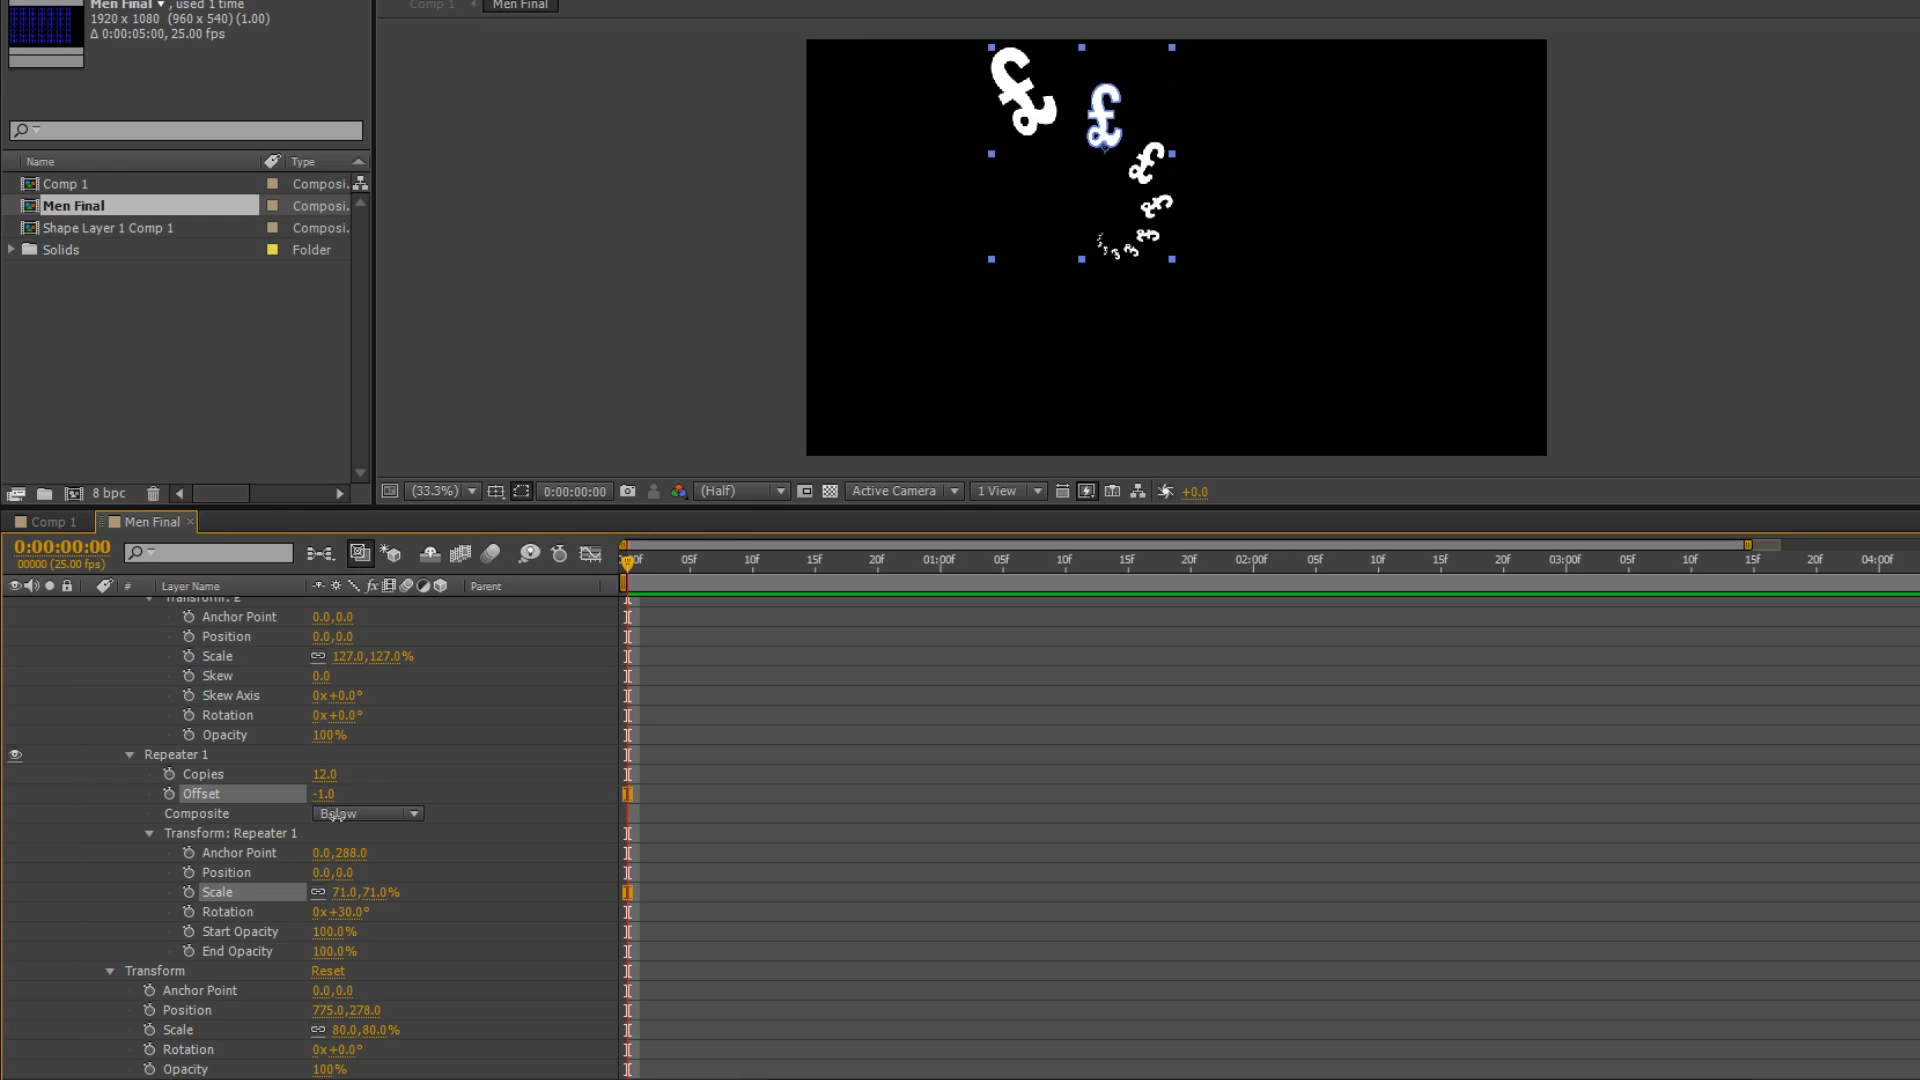 Men Final ▼, used 1 time
1920 x 1080 (960 x 540) (1.00)
Δ 0:00:05:00, 25.00 fps
Name
Type
Comp 1
Composi.
Men Final
Composi.
Shape Layer 1 Comp 1
Composi.
Solids
Folder
8 bpc
Comp 1
Men Final
£
£
£
£
(33.3%)
0:00:00:00
(Half)
Active Camera
1 View
+0.0
Comp 1
Men Final
0:00:00:00
00000 (25.00 fps)
05f
10f
15f
20f
01:00f
05f
10f
15f
20f
02:00f
05f
10f
15f
20f
03:00f
05f
10f
15f
20f
04:00f
#
Layer Name
fx
Parent
Anchor Point
0.0,0.0
Position
0.0,0.0
Scale
127.0,127.0%
Skew
0.0
Skew Axis
0x+0.0°
Rotation
0x+0.0°
Opacity
100%
Repeater 1
Copies
12.0
Offset
-1.0
Composite
Below
Transform: Repeater 1
Anchor Point
0.0,288.0
Position
0.0,0.0
Scale
71.0,71.0%
Rotation
0x+30.0°
Start Opacity
100.0%
End Opacity
100.0%
Transform
Reset
Anchor Point
0.0,0.0
Position
775.0,278.0
Scale
80.0,80.0%
Rotation
0x+0.0°
Opacity
100%